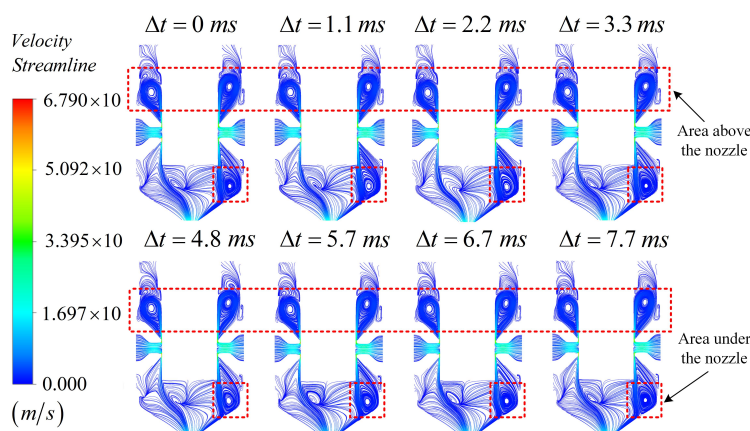 Velocity
Streamline
6.790×10
5.092×10
3.395×10
1.697×10
0.000
(m/s)
Δt = 0 ms
Δt = 1.1 ms
Δt = 2.2 ms
Δt = 3.3 ms
Area above
the nozzle
Δt = 4.8 ms
Δt = 5.7 ms
Δt = 6.7 ms
Δt = 7.7 ms
Area under
the nozzle